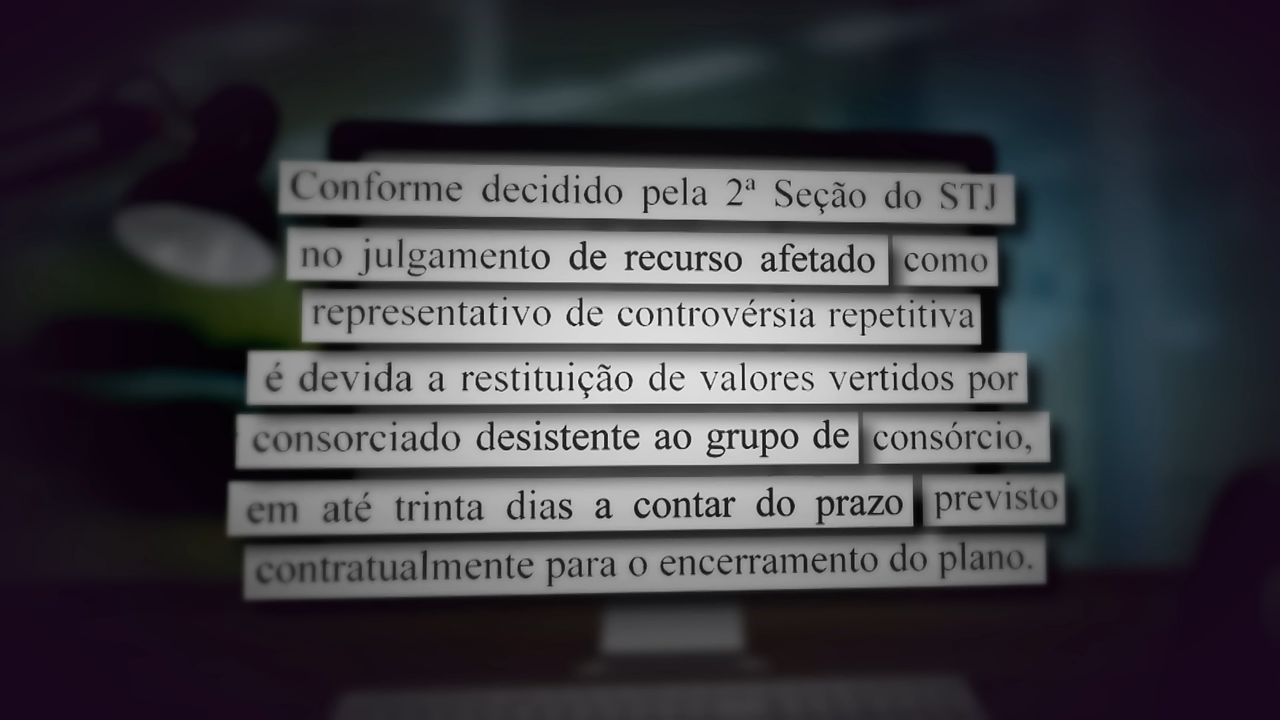 Conforme decidido pela 2ª Seção do STJ
no julgamento de recurso afetado como
representativo de controvérsia repetitiva
é devida a restituição de valores vertidos por
consorciado desistente ao grupo de consórcio,
em até trinta dias a contar do prazo previsto
contratualmente para o encerramento do plano.